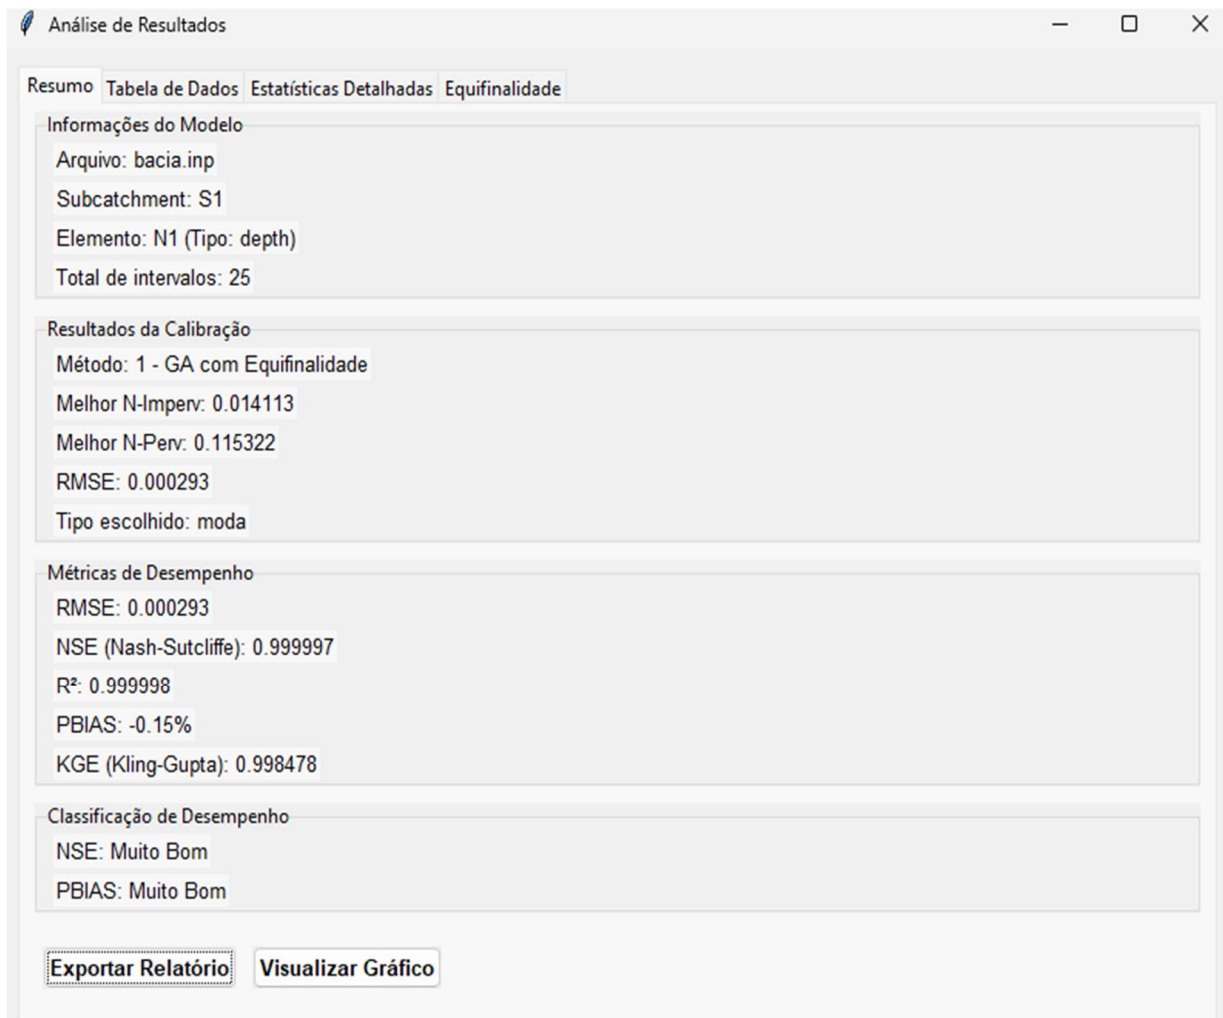 Análise de Resultados
Resumo Tabela de Dados Estatísticas Detalhadas Equifinalidade
Informações do Modelo
Arquivo: bacia.inp
Subcatchment: S1
Elemento: N1 (Tipo: depth)
Total de intervalos: 25
Resultados da Calibração
Método: 1 - GA com Equifinalidade
Melhor N-Imperv: 0.014113
Melhor N-Perv: 0.115322
RMSE: 0.000293
Tipo escolhido: moda
Métricas de Desempenho
RMSE: 0.000293
NSE (Nash-Sutcliffe): 0.999997
R²: 0.999998
PBIAS: -0.15%
KGE (Kling-Gupta): 0.998478
Classificação de Desempenho
NSE: Muito Bom
PBIAS: Muito Bom
Exportar Relatório Visualizar Gráfico